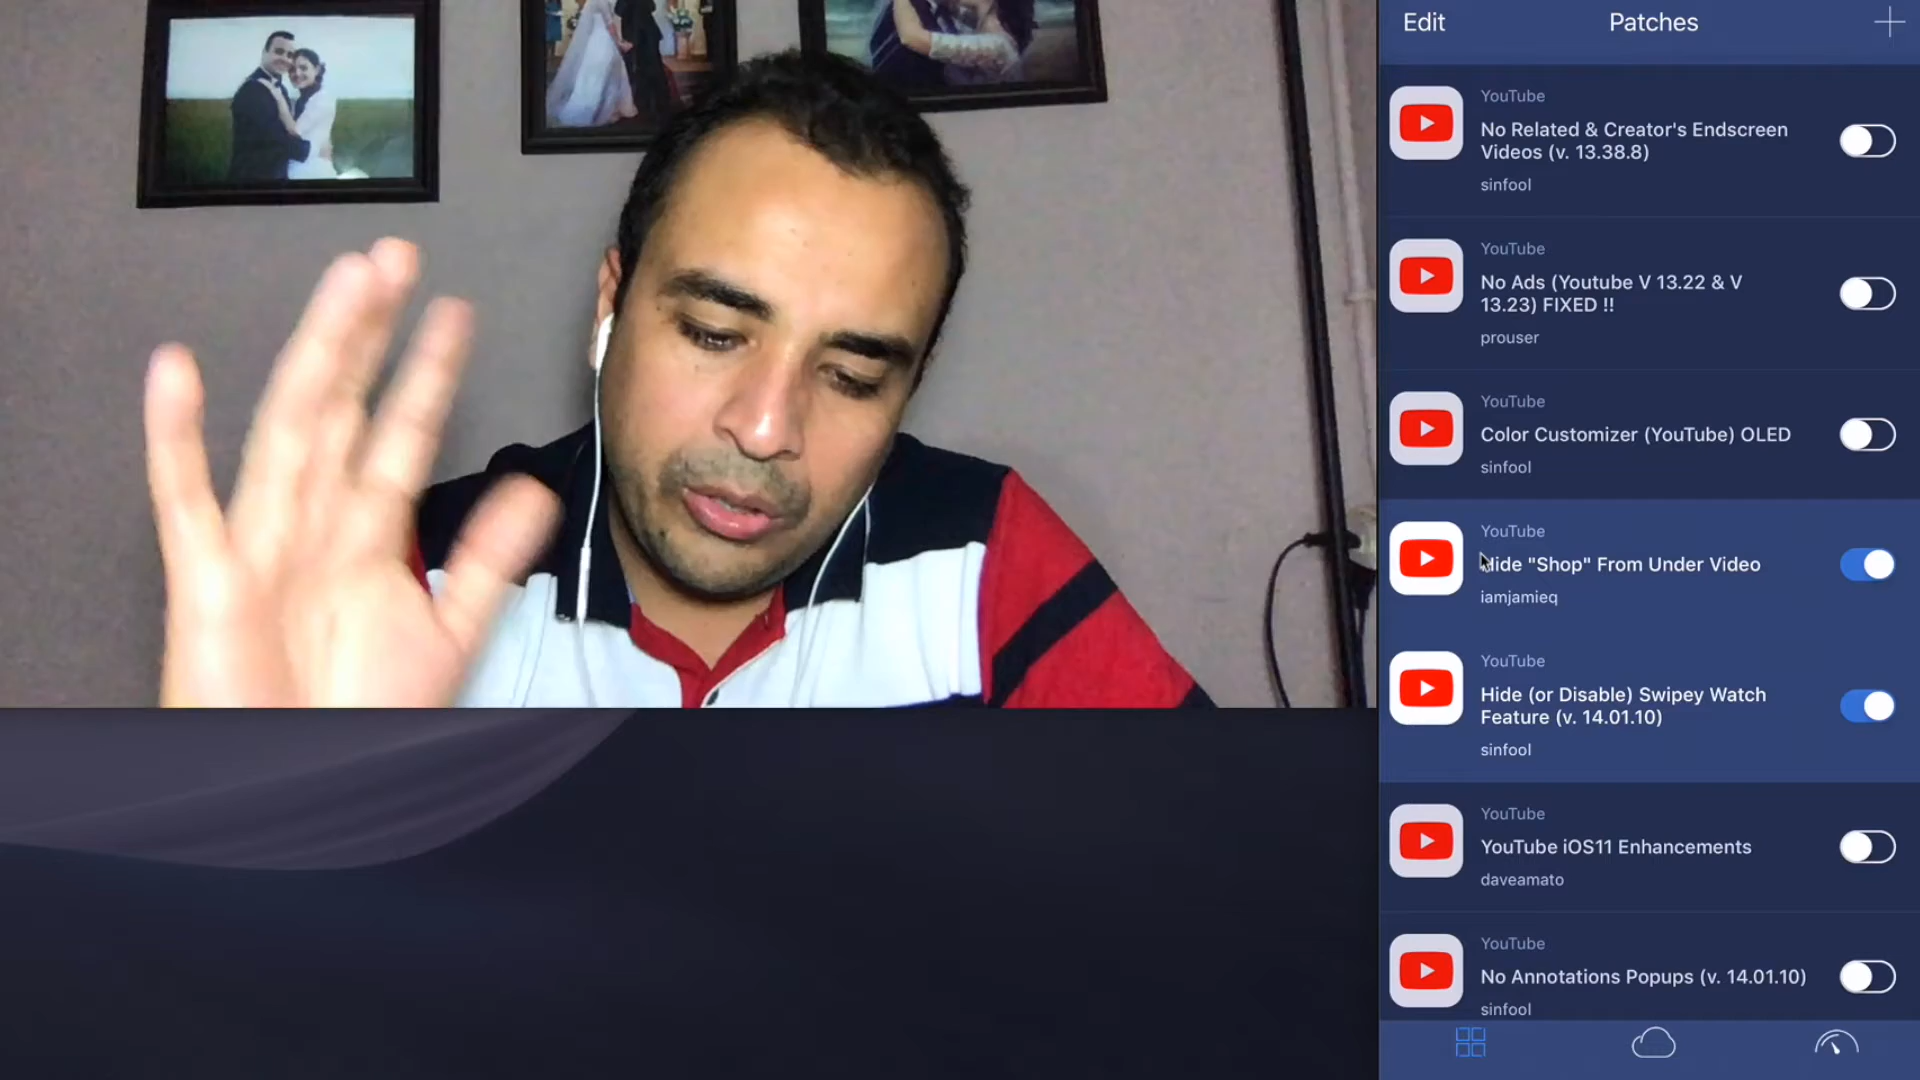 Edit
Patches
YouTube
No Related & Creator's Endscreen
Videos (v. 13.38.8)
sinfool
YouTube
No Ads (Youtube V 13.22 & V
13.23) FIXED !!
prouser
YouTube
Color Customizer (YouTube) OLED
sinfool
YouTube
Hide "Shop" From Under Video
iamjamieq
YouTube
Hide (or Disable) Swipey Watch
Feature (v. 14.01.10)
sinfool
YouTube
YouTube iOS11 Enhancements
daveamato
YouTube
No Annotations Popups (v. 14.01.10)
sinfool